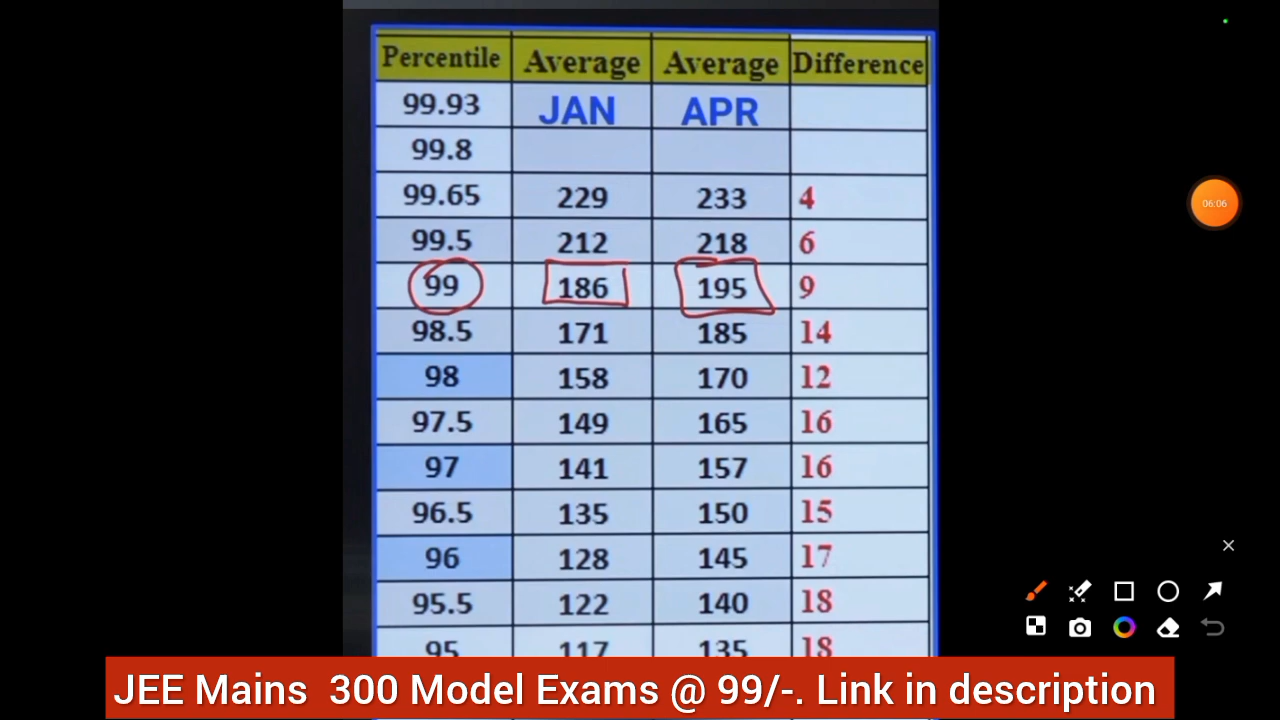 Percentile Average Average Difference
99.93 JAN APR
99.8
99.65 229 233 4
99.5 212 218 6
99 186 195 9
98.5 171 185 14
98 158 170 12
97.5 149 165 16
97 141 157 16
96.5 135 150 15
96 128 145 17
95.5 122 140 18
95 117 135 18
06:06
JEE Mains 300 Model Exams @ 99/-. Link in description